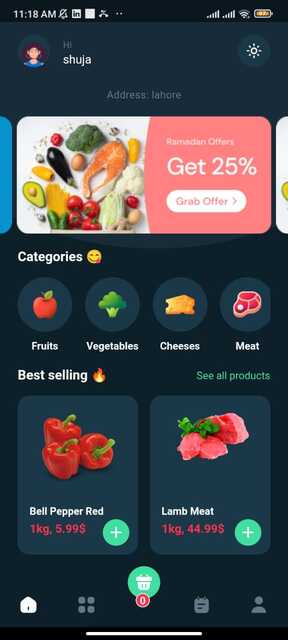 11:18 AM
Hi
shuja
Address: lahore
Ramadan Offers
Get 25%
Grab Offer >
Categories 😋
Fruits Vegetables Cheeses Meat
Best selling 🔥 See all products
Bell Pepper Red Lamb Meat
1kg, 5.99$ 1kg, 44.99$
0